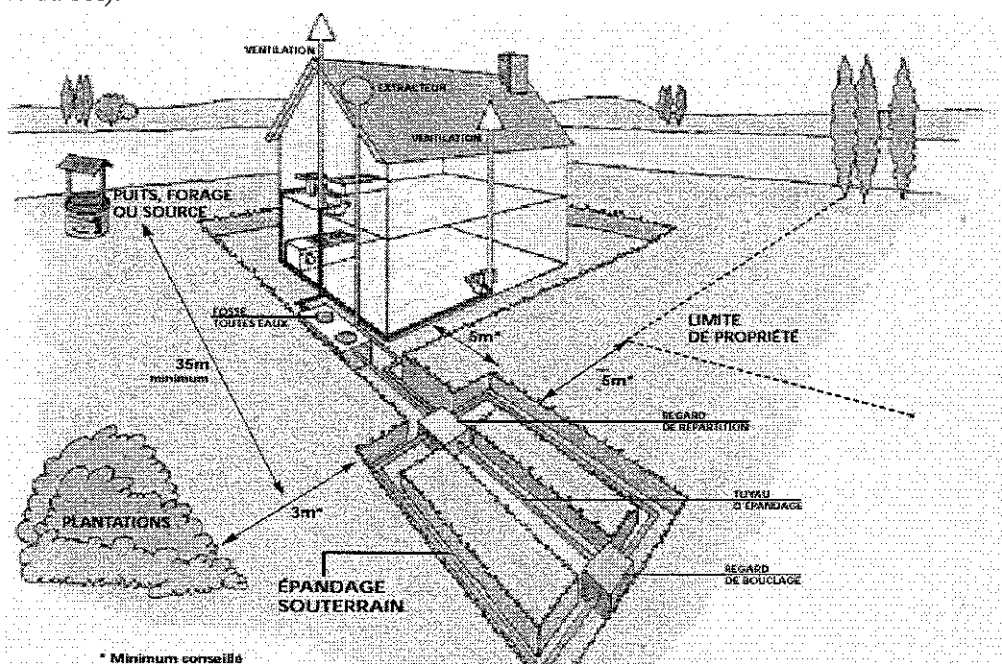 VENTILATION
EXTRACTEUR
VENTILATION
PUITS, FORAGE
OU SOURCE
FOSSE
TOUTES EAUX
5m*
LIMITE
DE PROPRIÉTÉ
35m
minimum
5m*
REGARD
DE RÉPARTITION
3m*
PLANTATIONS
TUYAU
D'ÉPANDAGE
ÉPANDAGE
SOUTERRAIN
REGARD
DE BOUCLAGE
* Minimum conseillé